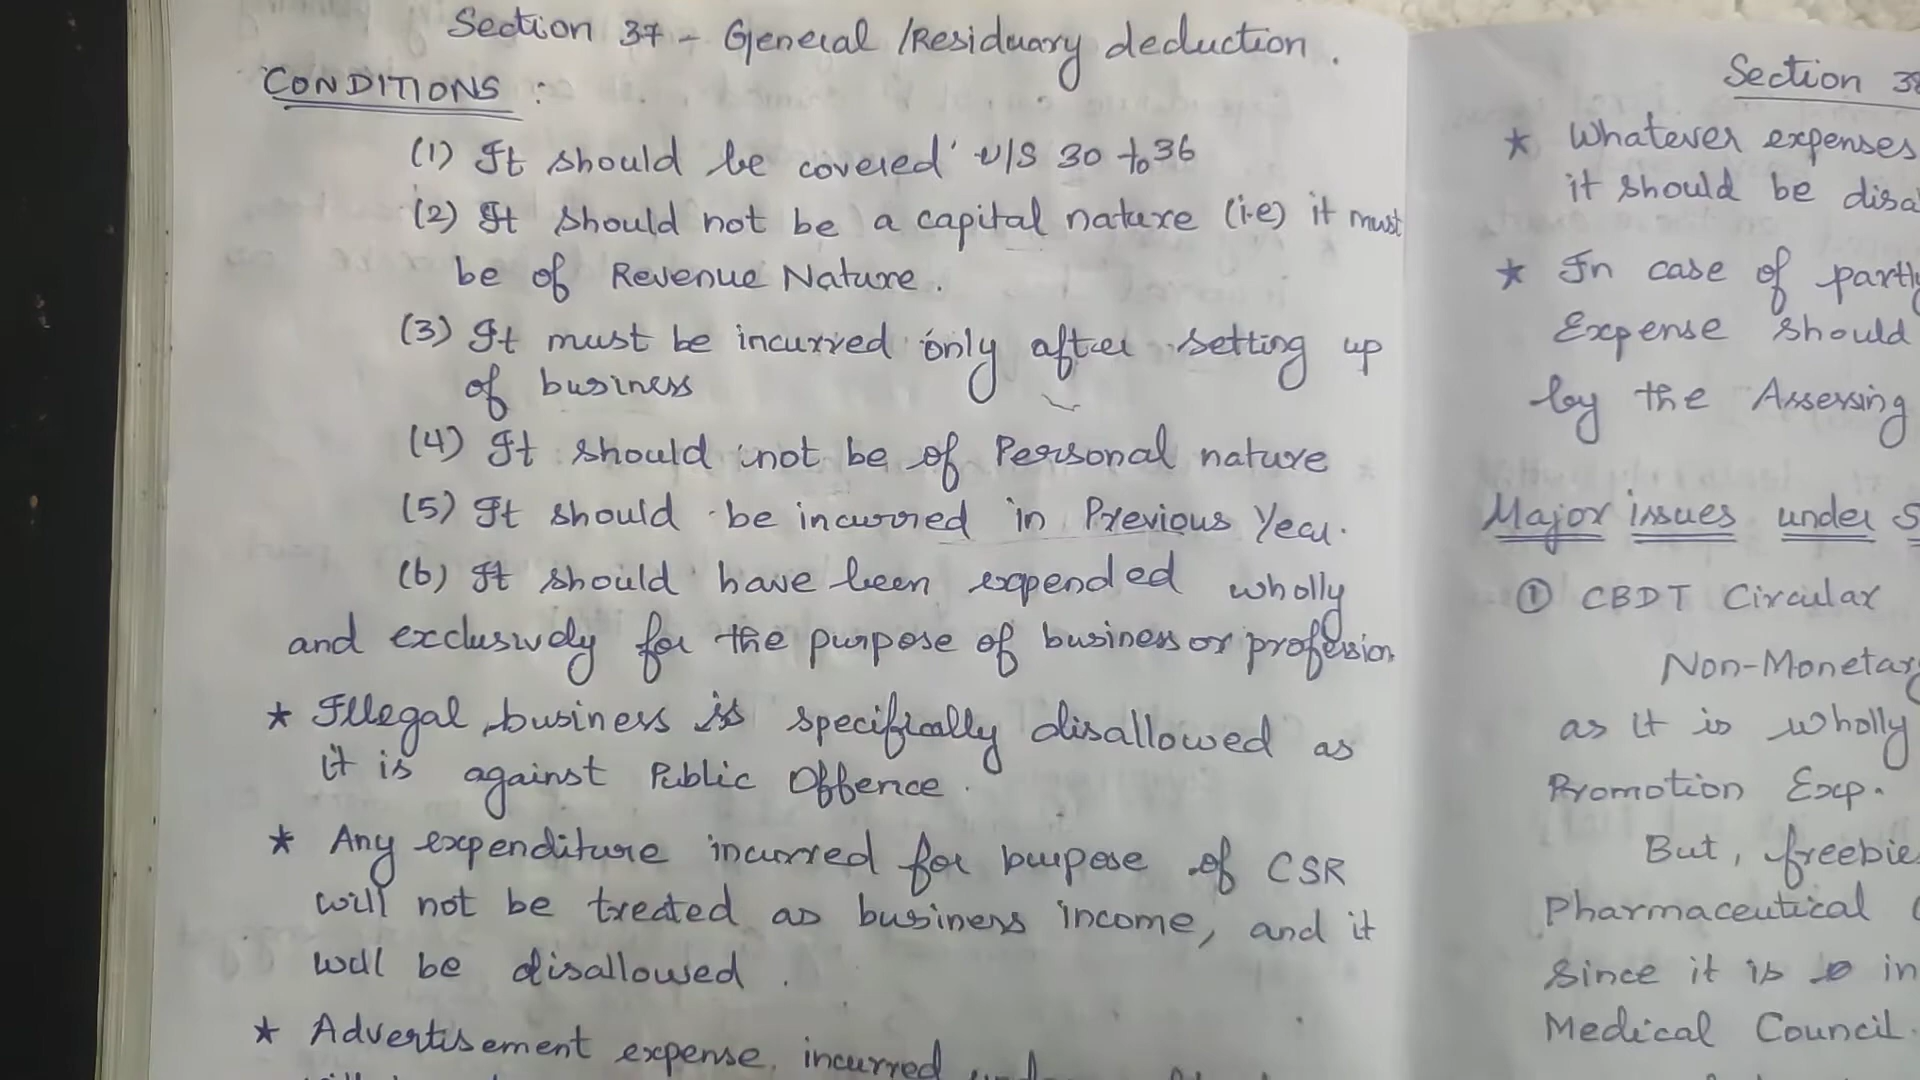 Section 37 - General /Residuary deduction.
CONDITIONS :
(1) It should be covered u/s 30 to 36
(2) It should not be a capital nature (i.e) it must
be of Revenue Nature.
(3) It must be incurred only after setting up
of business
(4) It should not be of Personal nature
(5) It should be incurred in Previous Year.
(6) It should have been expended wholly
and exclusively for the purpose of business or profession
* Illegal business is specifically disallowed as
it is against Public Offence.
* Any expenditure incurred for purpose of CSR
will not be treated as business income, and it
will be disallowed.
* Advertisement expense incurred
Section 38
* Whatever expenses
it should be disa
* In case of partly
Expense should
by the Assessing
Major issues under S
① CBDT Circular
Non-Monetary
as it is wholly
Promotion Exp.
But, freebie
Pharmaceutical
Since it is in
Medical Council.